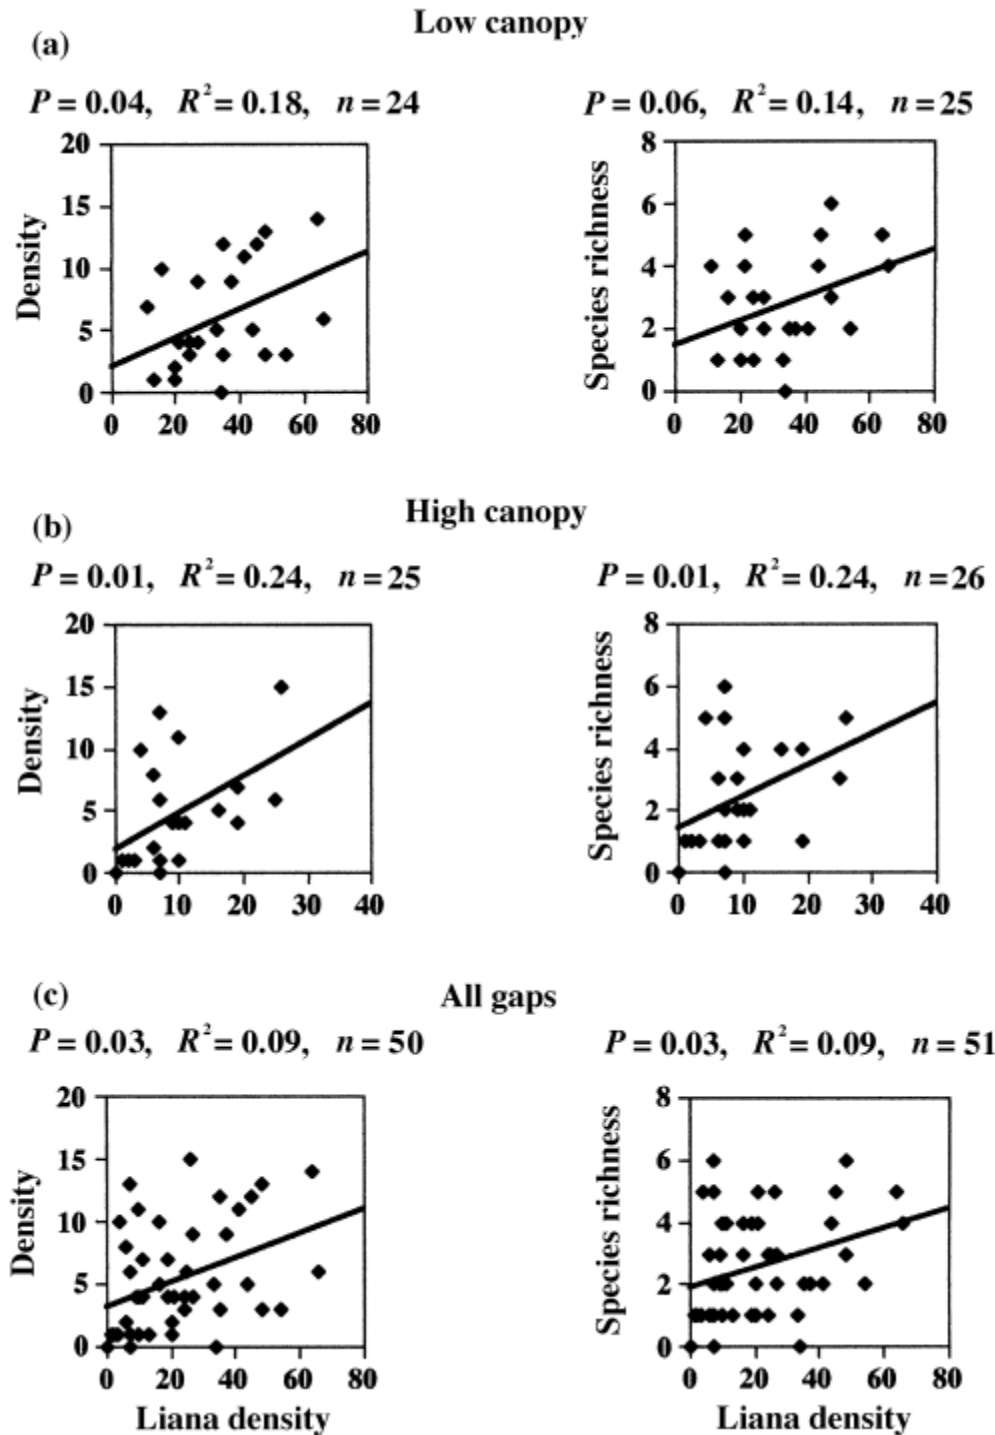 Low canopy
(a)
P = 0.04, R² = 0.18, n = 24
P = 0.06, R² = 0.14, n = 25
20
15
10
5
0
Density
0 20 40 60 80
8
6
4
2
0
Species richness
0 20 40 60 80
High canopy
(b)
P = 0.01, R² = 0.24, n = 25
P = 0.01, R² = 0.24, n = 26
20
15
10
5
0
Density
0 10 20 30 40
8
6
4
2
0
Species richness
0 10 20 30 40
(c)
All gaps
P = 0.03, R² = 0.09, n = 50
P = 0.03, R² = 0.09, n = 51
20
15
10
5
0
Density
0 20 40 60 80
Liana density
8
6
4
2
0
Species richness
0 20 40 60 80
Liana density